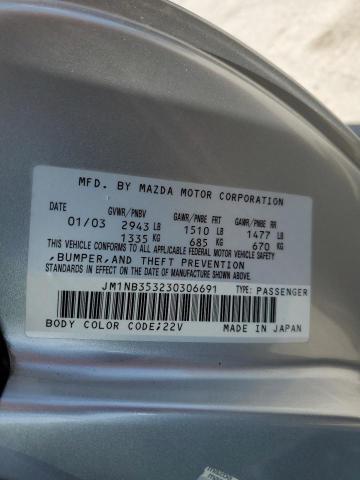 MFD. BY MAZDA MOTOR CORPORATION
DATE GVWR/PNBV GAWR/PNBE FRT GAWR/PNBE RR
01/03 2943 LB 1510 LB 1477 LB
1335 KG 685 KG 670 KG
THIS VEHICLE CONFORMS TO ALL APPLICABLE FEDERAL MOTOR VEHICLE SAFETY
,BUMPER,AND THEFT PREVENTION
STANDARDS IN EFFECT ON THE DATE OF MANUFACTURE SHOWN ABOVE.
JM1NB353230306691 TYPE: PASSENGER
BODY COLOR CODE;22V MADE IN JAPAN